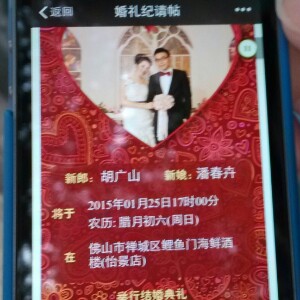 返回
婚礼纪请帖
新郎：胡广山 新娘：潘春卉
2015年01月25日17时00分
将于
农历:腊月初六(周日)
佛山市禅城区鲤鱼门海鲜酒
在
楼(怡景店)
举行结婚典礼